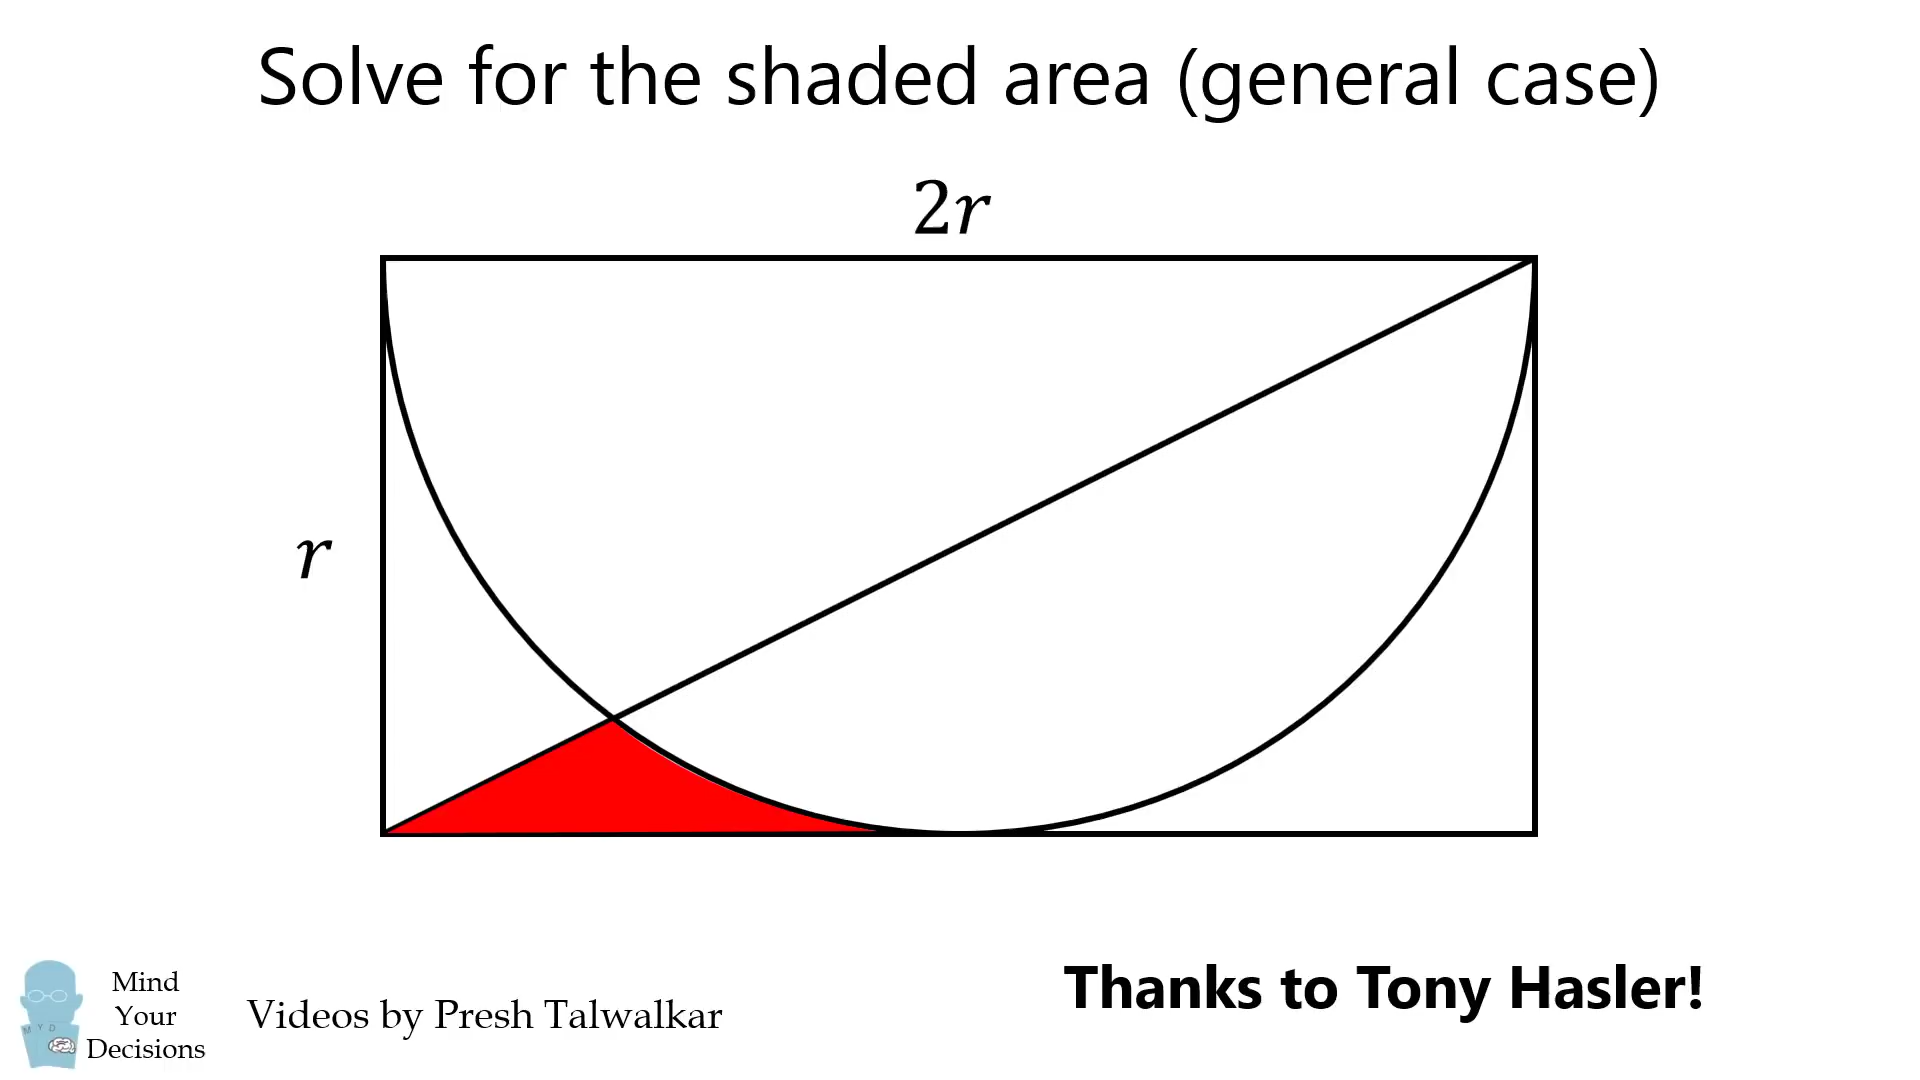 Solve for the shaded area (general case)
2r
r
Mind
Your
Decisions
M Y D
Videos by Presh Talwalkar
Thanks to Tony Hasler!